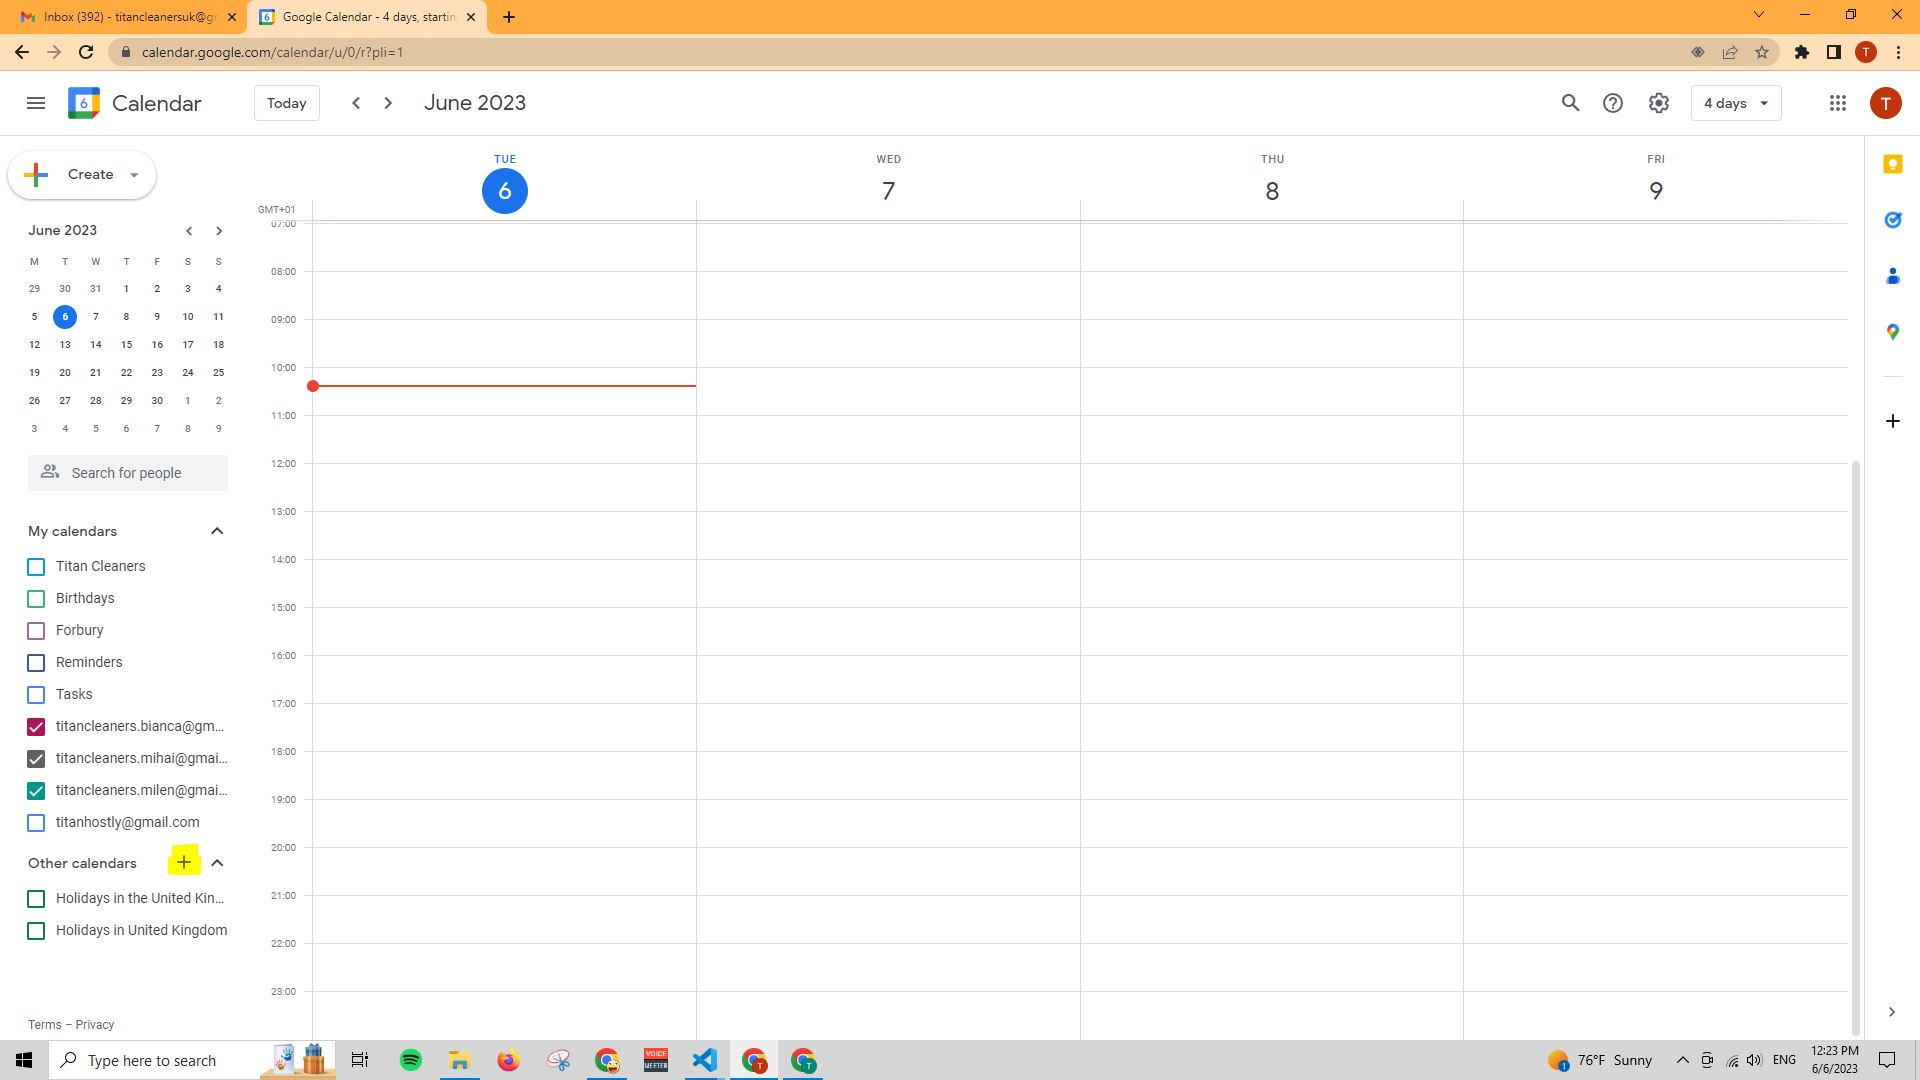 Inbox (392) - titancleanersuk@gm
Google Calendar - 4 days, startin
calendar.google.com/calendar/u/0/r?pli=1
T
6
Calendar
Today
June 2023
4 days
T
Create
TUE
WED
THU
FRI
6
7
8
9
GMT+01
June 2023
M T W T F S S
29 30 31 1 2 3 4
5 6 7 8 9 10 11
12 13 14 15 16 17 18
19 20 21 22 23 24 25
26 27 28 29 30 1 2
3 4 5 6 7 8 9
Search for people
My calendars
Titan Cleaners
Birthdays
Forbury
Reminders
Tasks
titancleaners.bianca@gm...
titancleaners.mihai@gmai...
titancleaners.milen@gmai...
titanhostly@gmail.com
Other calendars
Holidays in the United Kin...
Holidays in United Kingdom
Terms – Privacy
07:00
08:00
09:00
10:00
11:00
12:00
13:00
14:00
15:00
16:00
17:00
18:00
19:00
20:00
21:00
22:00
23:00
Type here to search
VOICE
MEETER
T
T
1
76°F Sunny
ENG
12:23 PM
6/6/2023